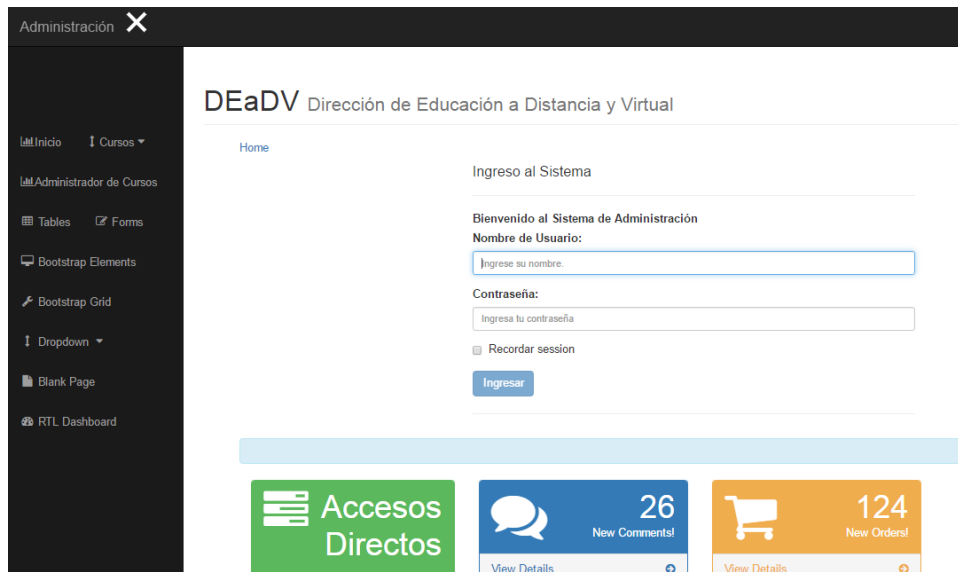 Administración
DEaDV Dirección de Educación a Distancia y Virtual
Inicio
Cursos
Administrador de Cursos
Tables
Forms
Bootstrap Elements
Bootstrap Grid
Dropdown
Blank Page
RTL Dashboard
Home
Ingreso al Sistema
Bienvenido al Sistema de Administración
Nombre de Usuario:
Ingrese su nombre.
Contraseña:
Ingresa tu contraseña
Recordar session
Ingresar
Accesos
Directos
26
New Comments!
View Details
124
New Orders!
View Details